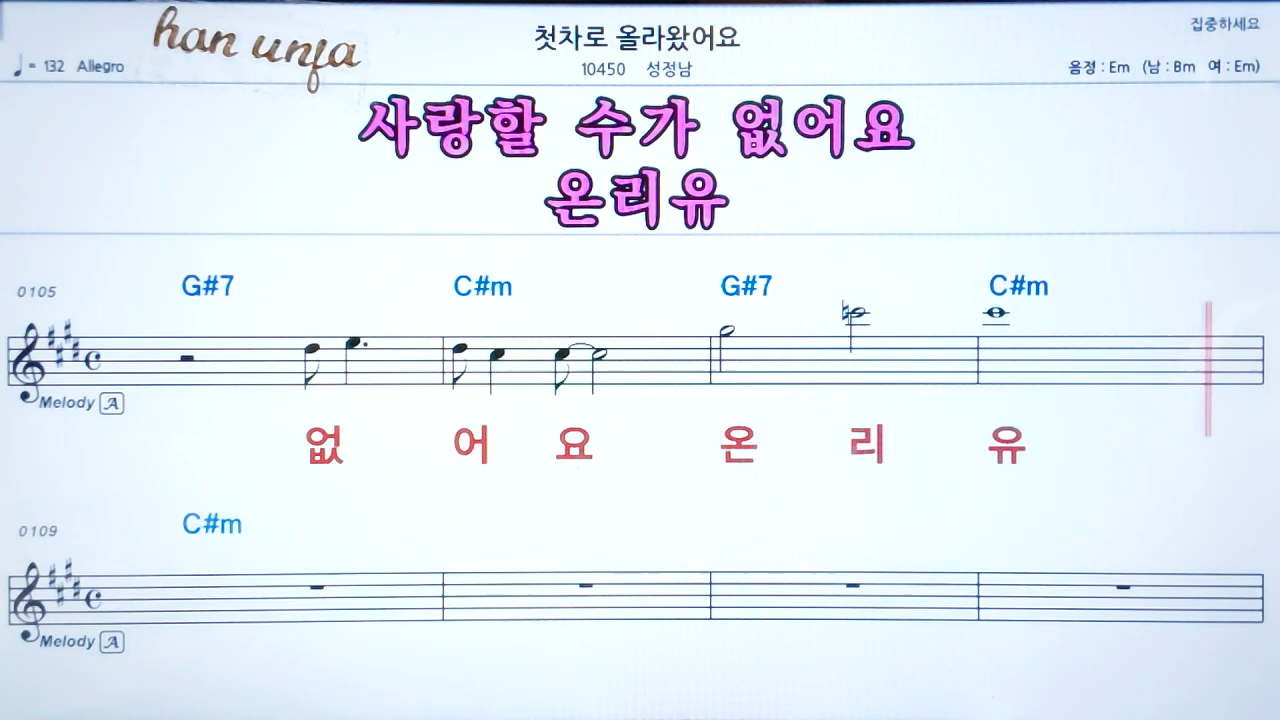 han unja
첫차로 올라왔어요
집중하세요
♩= 132 Allegro
10450 성정남
음정 : Em (남 : Bm 여 : Em)
사랑할 수가 없어요
온리유
0105 G#7 C#m G#7 C#m
Melody A
없 어 요 온 리 유
0109 C#m
Melody A